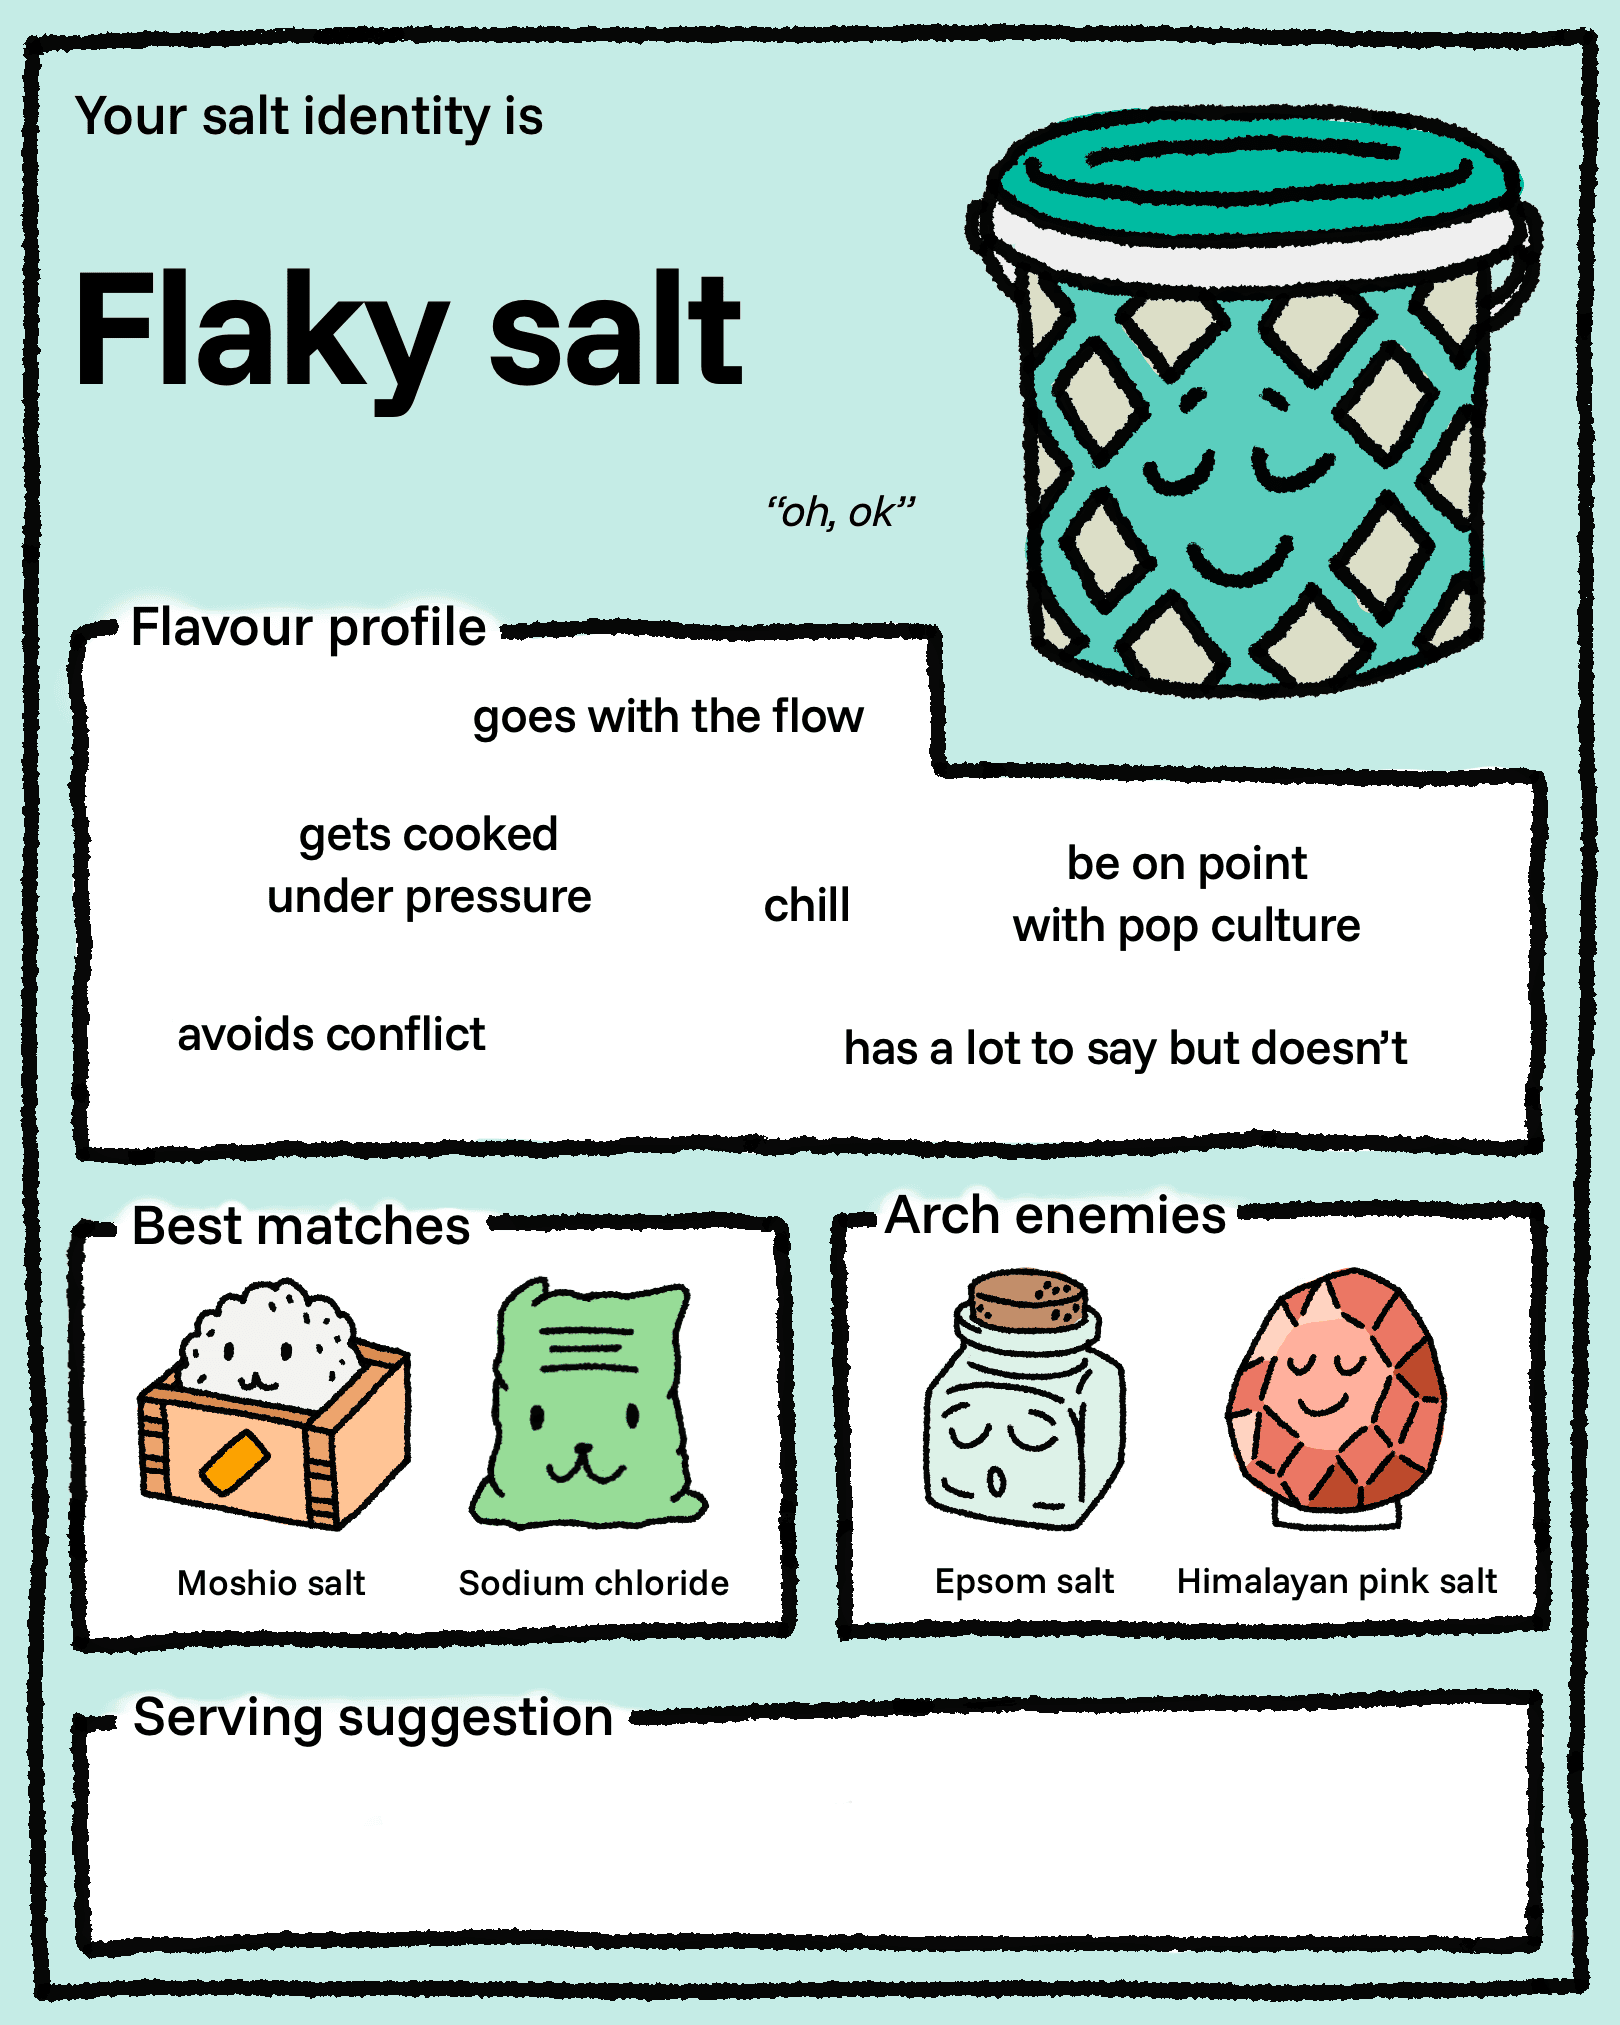 Your salt identity is
Flaky salt
“oh, ok”
Flavour profile
goes with the flow
gets cooked
under pressure
chill
be on point
with pop culture
avoids conflict
has a lot to say but doesn’t
Best matches
Moshio salt
Sodium chloride
Arch enemies
Epsom salt
Himalayan pink salt
Serving suggestion